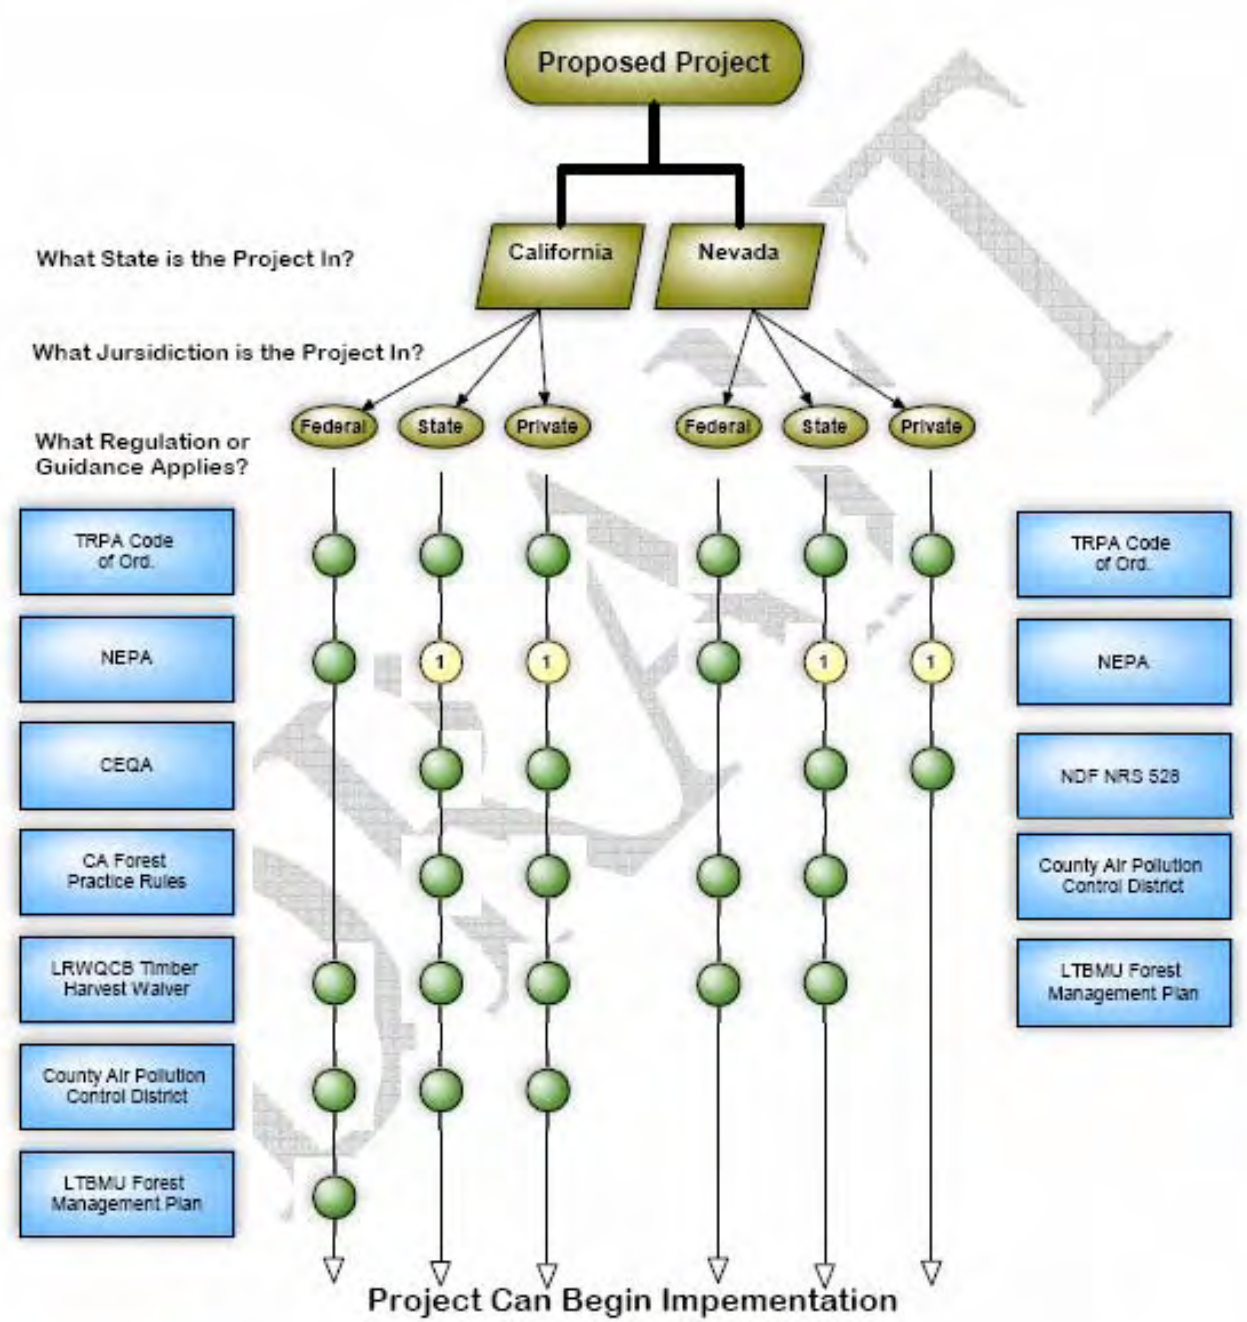 Proposed Project
What State is the Project In?
California
Nevada
What Jursidiction is the Project In?
Federal
State
Private
Federal
State
Private
What Regulation or
Guidance Applies?
TRPA Code
of Ord.
NEPA
CEQA
CA Forest
Practice Rules
LRWQCB Timber
Harvest Waiver
County Air Pollution
Control District
LTBMU Forest
Management Plan
1
1
1
1
TRPA Code
of Ord.
NEPA
NDF NRS 528
County Air Pollution
Control District
LTBMU Forest
Management Plan
Project Can Begin Impementation
DRAFT